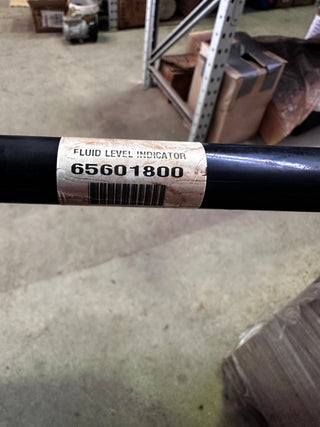 FLUID LEVEL INDICATOR
65601800